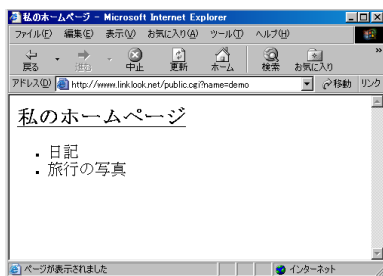 私のホームページ - Microsoft Internet Explorer
ファイル(F) 編集(E) 表示(V) お気に入り(A) ツール(T) ヘルプ(H)
戻る 進む 中止 更新 ホーム 検索 お気に入り »
アドレス(D) http://www.linklook.net/public.cgi?name=demo 移動 リンク
私のホームページ
日記
旅行の写真
ページが表示されました インターネット